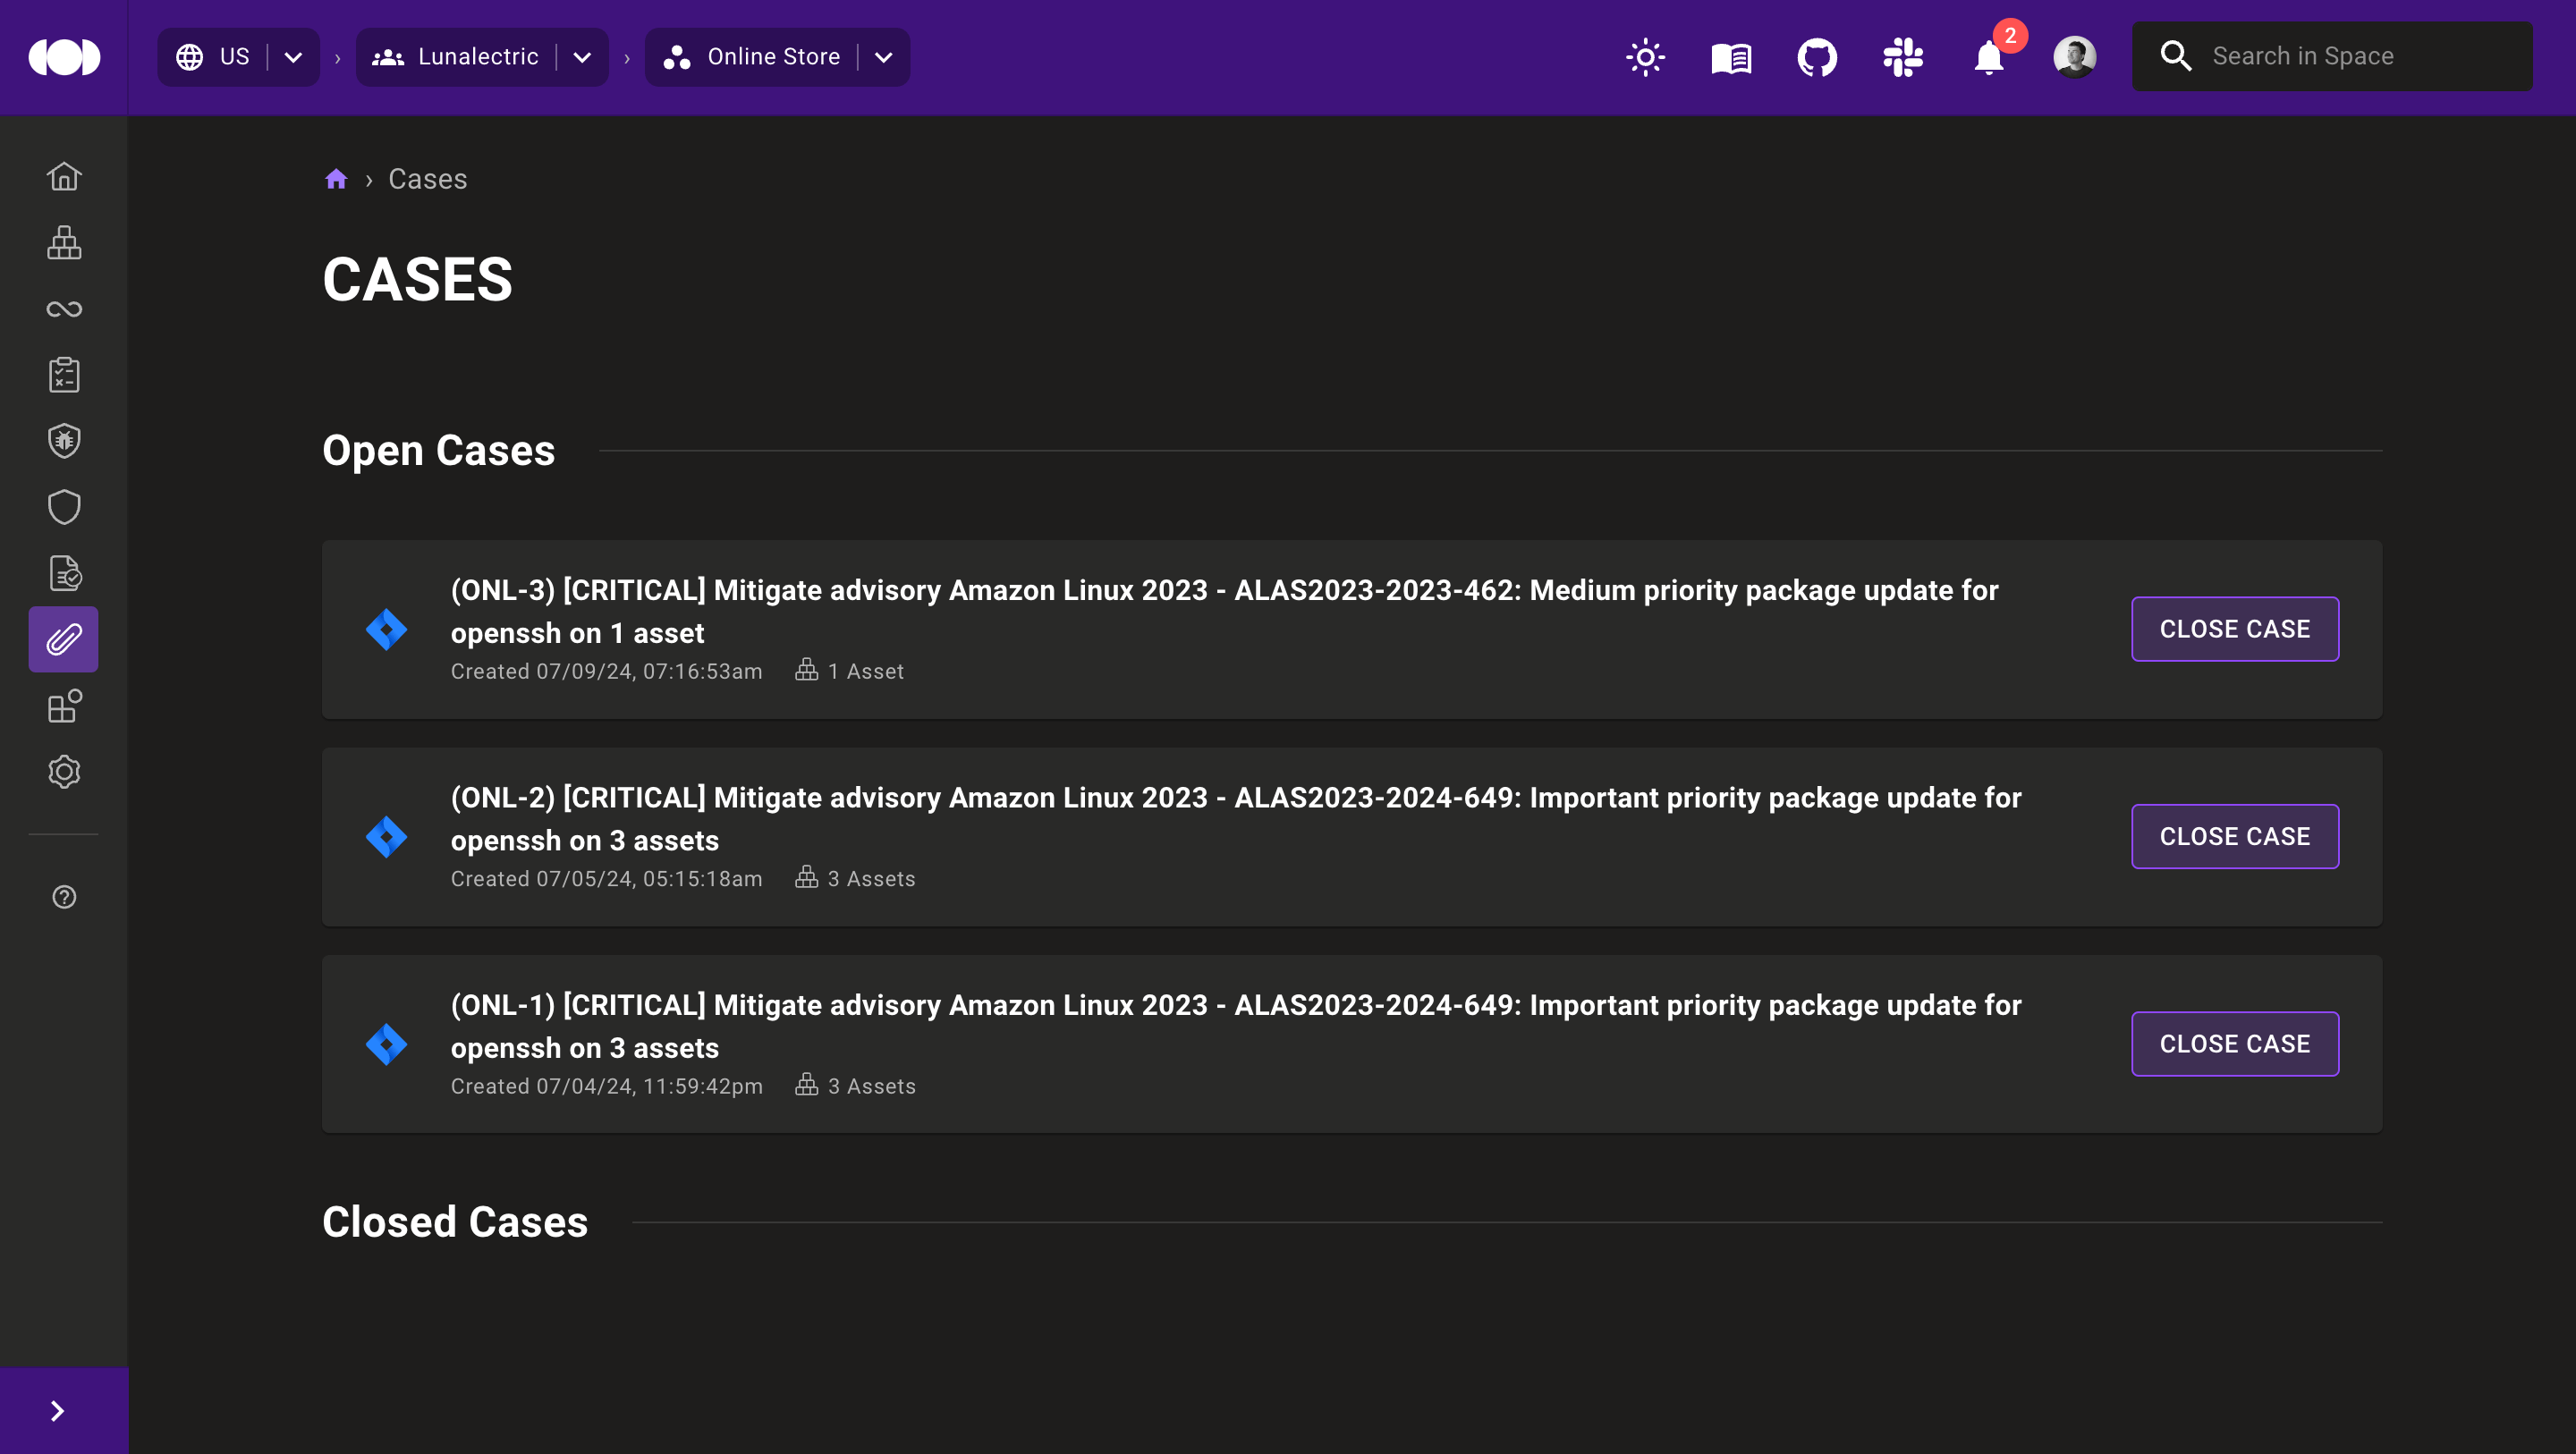 US
Lunalectric
Online Store
2
Search in Space
Cases
CASES
Open Cases
(ONL-3) [CRITICAL] Mitigate advisory Amazon Linux 2023 - ALAS2023-2023-462: Medium priority package update for
openssh on 1 asset
Created 07/09/24, 07:16:53am 1 Asset
CLOSE CASE
(ONL-2) [CRITICAL] Mitigate advisory Amazon Linux 2023 - ALAS2023-2024-649: Important priority package update for
openssh on 3 assets
Created 07/05/24, 05:15:18am 3 Assets
CLOSE CASE
(ONL-1) [CRITICAL] Mitigate advisory Amazon Linux 2023 - ALAS2023-2024-649: Important priority package update for
openssh on 3 assets
Created 07/04/24, 11:59:42pm 3 Assets
CLOSE CASE
Closed Cases